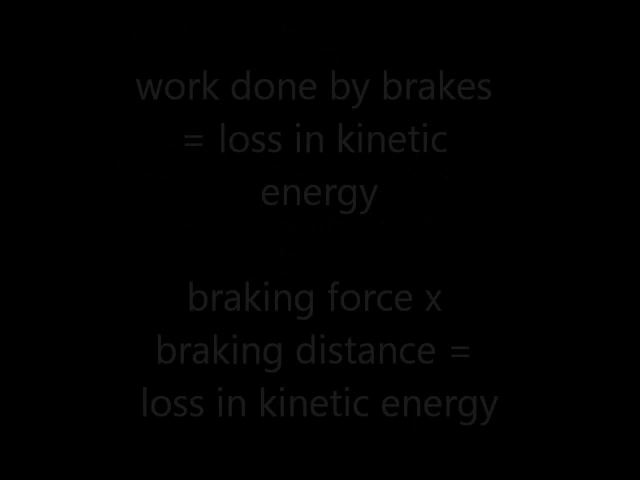 work done by brakes
= loss in kinetic
energy
braking force x
braking distance =
loss in kinetic energy